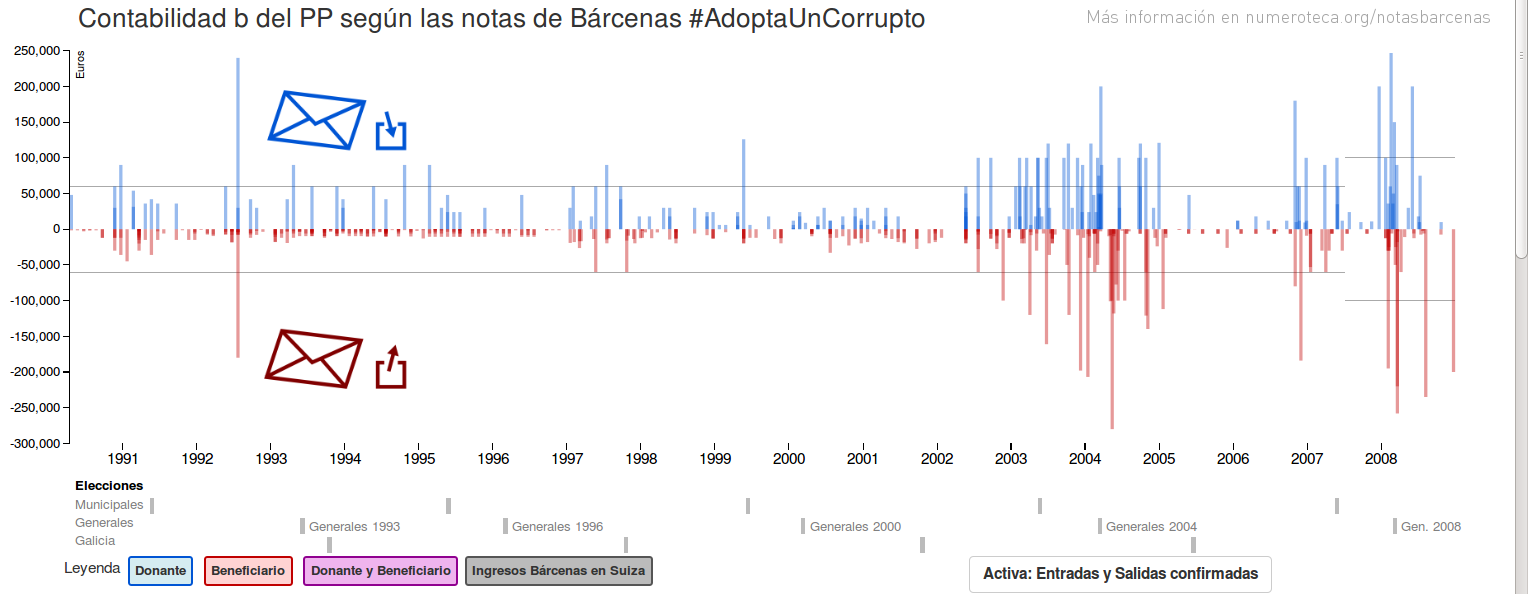 Contabilidad b del PP según las notas de Bárcenas #AdoptaUnCorrupto
Más información en numeroteca.org/notasbarcenas
Euros
250,000
200,000
150,000
100,000
50,000
0
-50,000
-100,000
-150,000
-200,000
-250,000
-300,000
1991 1992 1993 1994 1995 1996 1997 1998 1999 2000 2001 2002 2003 2004 2005 2006 2007 2008
Elecciones
Municipales
Generales Generales 1993 Generales 1996 Generales 2000 Generales 2004 Gen. 2008
Galicia
Leyenda Donante Beneficiario Donante y Beneficiario Ingresos Bárcenas en Suiza Activa: Entradas y Salidas confirmadas